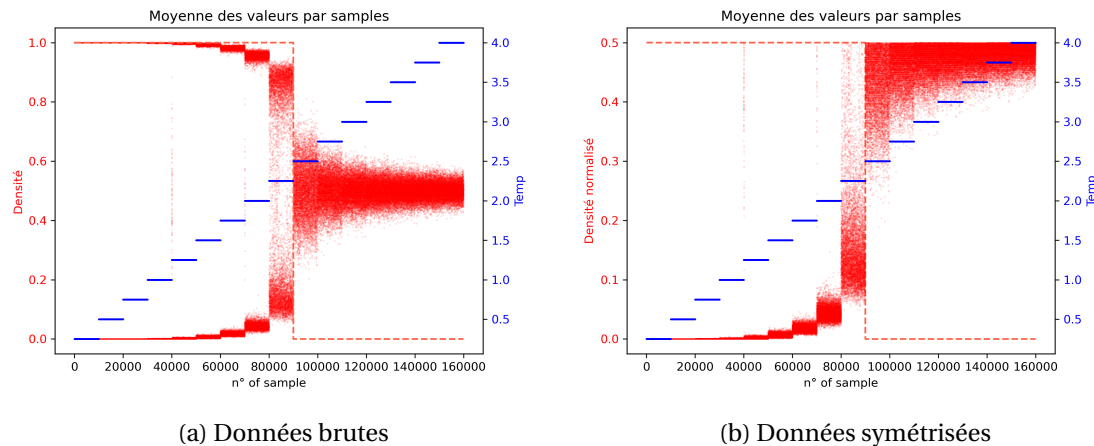 Moyenne des valeurs par samples
1.0
0.8
0.6
0.4
0.2
0.0
Densité
4.0
3.5
3.0
2.5
2.0
1.5
1.0
0.5
Temp
0 20000 40000 60000 80000 100000 120000 140000 160000
n° of sample
(a) Données brutes
Moyenne des valeurs par samples
0.5
0.4
0.3
0.2
0.1
0.0
Densité normalisé
4.0
3.5
3.0
2.5
2.0
1.5
1.0
0.5
Temp
0 20000 40000 60000 80000 100000 120000 140000 160000
n° of sample
(b) Données symétrisées